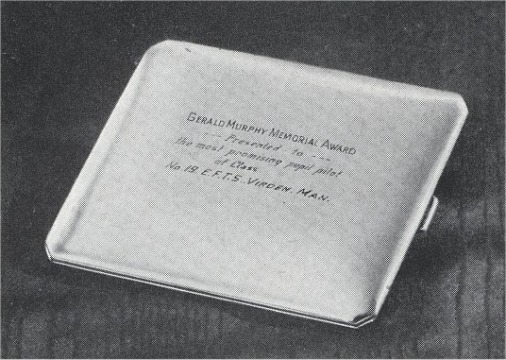 GERALD MURPHY MEMORIAL AWARD
--- Presented to ---
the most promising pupil pilot
of Class
No 19. E.F.T.S. VIRDEN, MAN.